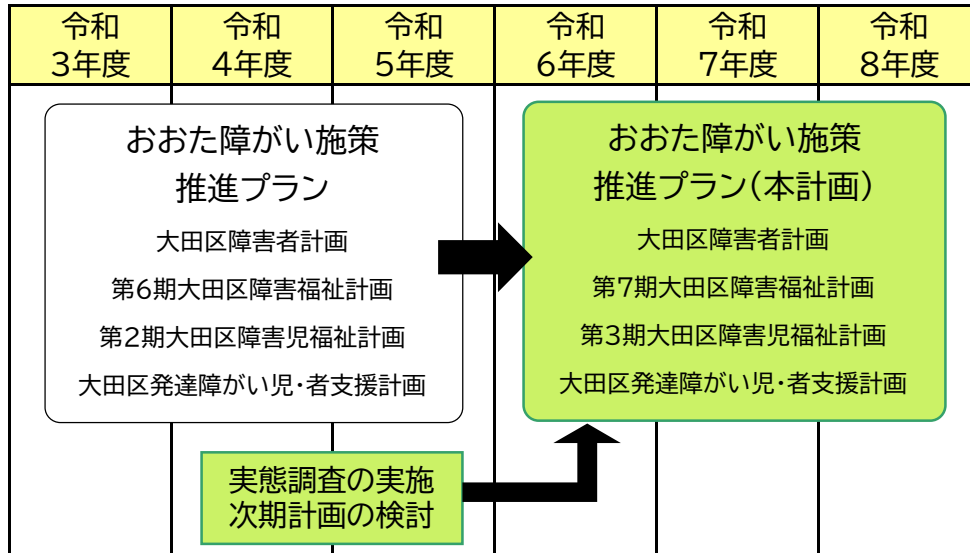 令和
3年度
令和
4年度
令和
5年度
令和
6年度
令和
7年度
令和
8年度
おおた障がい施策
推進プラン
大田区障害者計画
第6期大田区障害福祉計画
第2期大田区障害児福祉計画
大田区発達障がい児・者支援計画
おおた障がい施策
推進プラン(本計画)
大田区障害者計画
第7期大田区障害福祉計画
第3期大田区障害児福祉計画
大田区発達障がい児・者支援計画
実態調査の実施
次期計画の検討